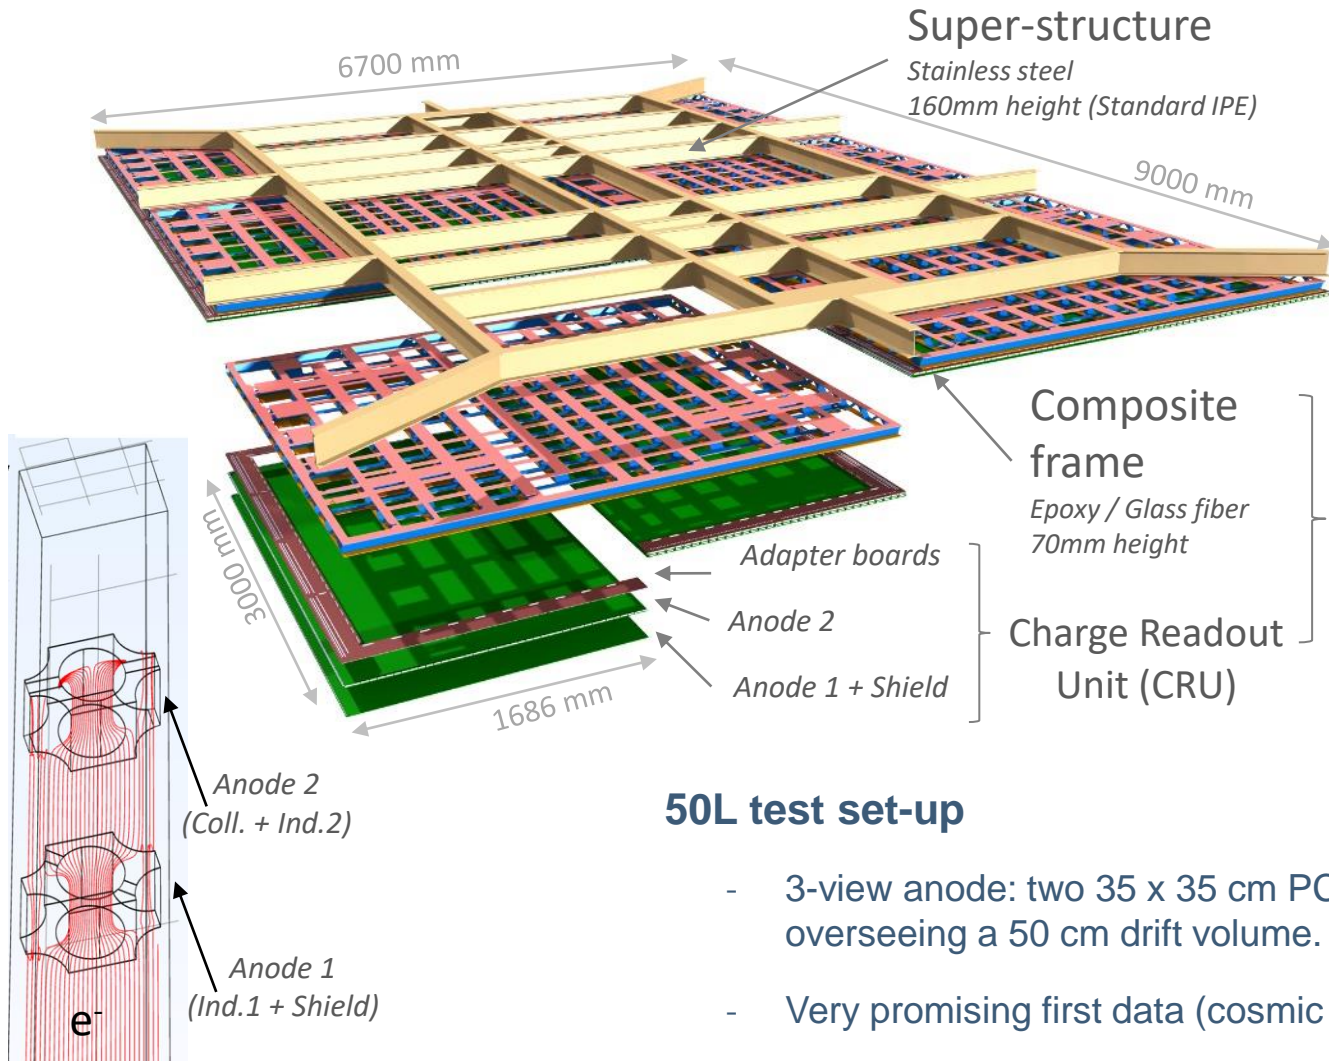 Super-structure
Stainless steel
160mm height (Standard IPE)
6700 mm
9000 mm
Composite
frame
Epoxy / Glass fiber
70mm height
3000 mm
Adapter boards
Anode 2
Anode 1 + Shield
1686 mm
Charge Readout
Unit (CRU)
Anode 2
(Coll. + Ind.2)
Anode 1
(Ind.1 + Shield)
e-
50L test set-up
- 3-view anode: two 35 x 35 cm PC
overseeing a 50 cm drift volume.
- Very promising first data (cosmic